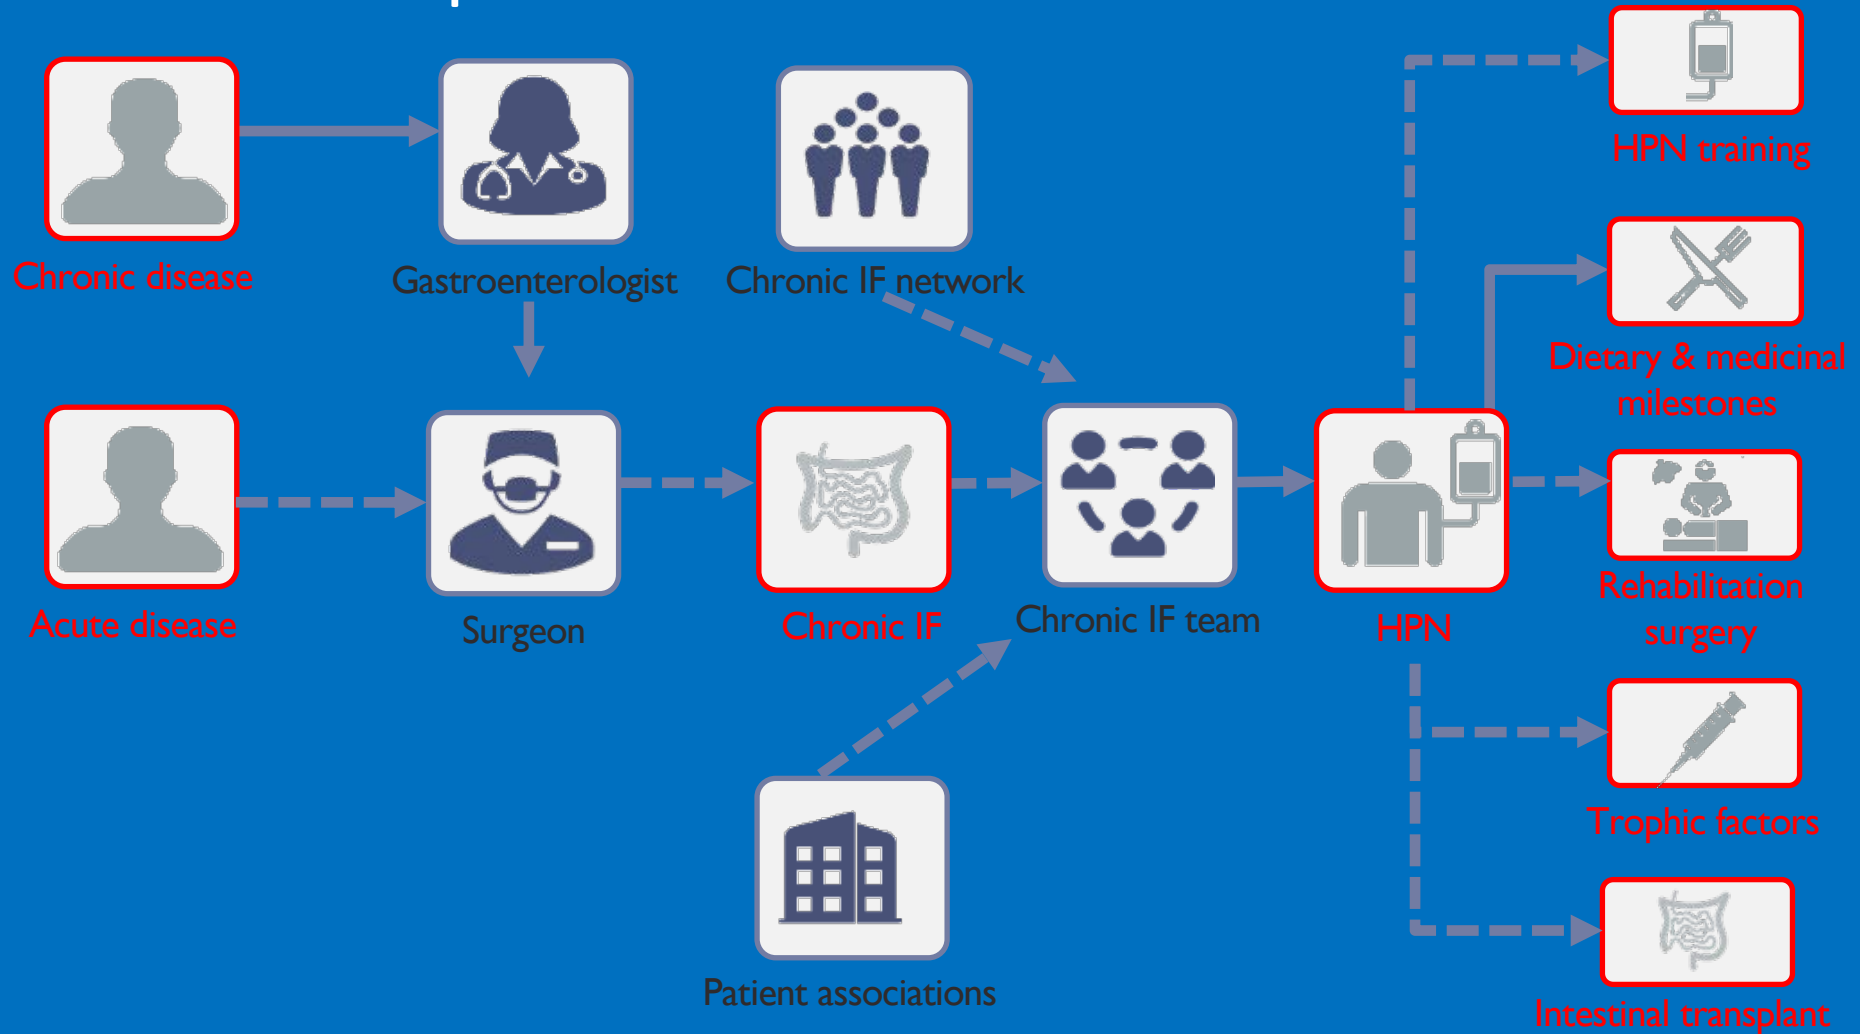 HPN training
Chronic disease
Gastroenterologist
Chronic IF network
Dietary & medicinal
milestones
Acute disease
Surgeon
Chronic IF
Chronic IF team
HPN
Rehabilitation
surgery
Trophic factors
Patient associations
Intestinal transplant